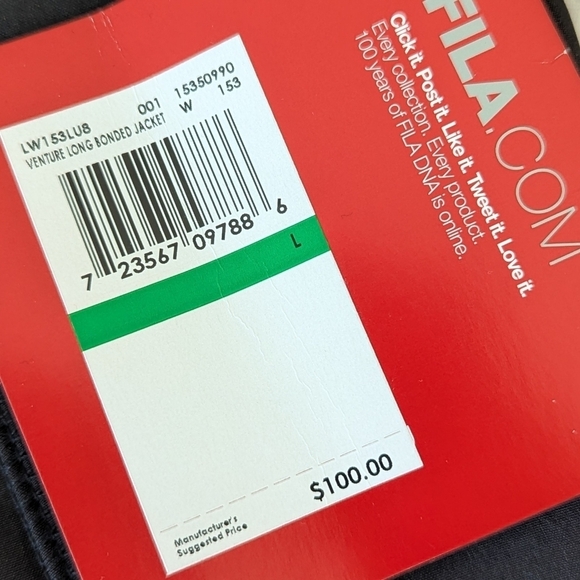 LW153LU8 001 15350990
VENTURE LONG BONDED JACKET W 153
7 23567 09788 6
L
$100.00
Manufacturer's
Suggested Price
FILA.COM
Click it. Post it. Like it. Tweet it. Love it.
Every collection. Every product.
100 years of FILA DNA is online.